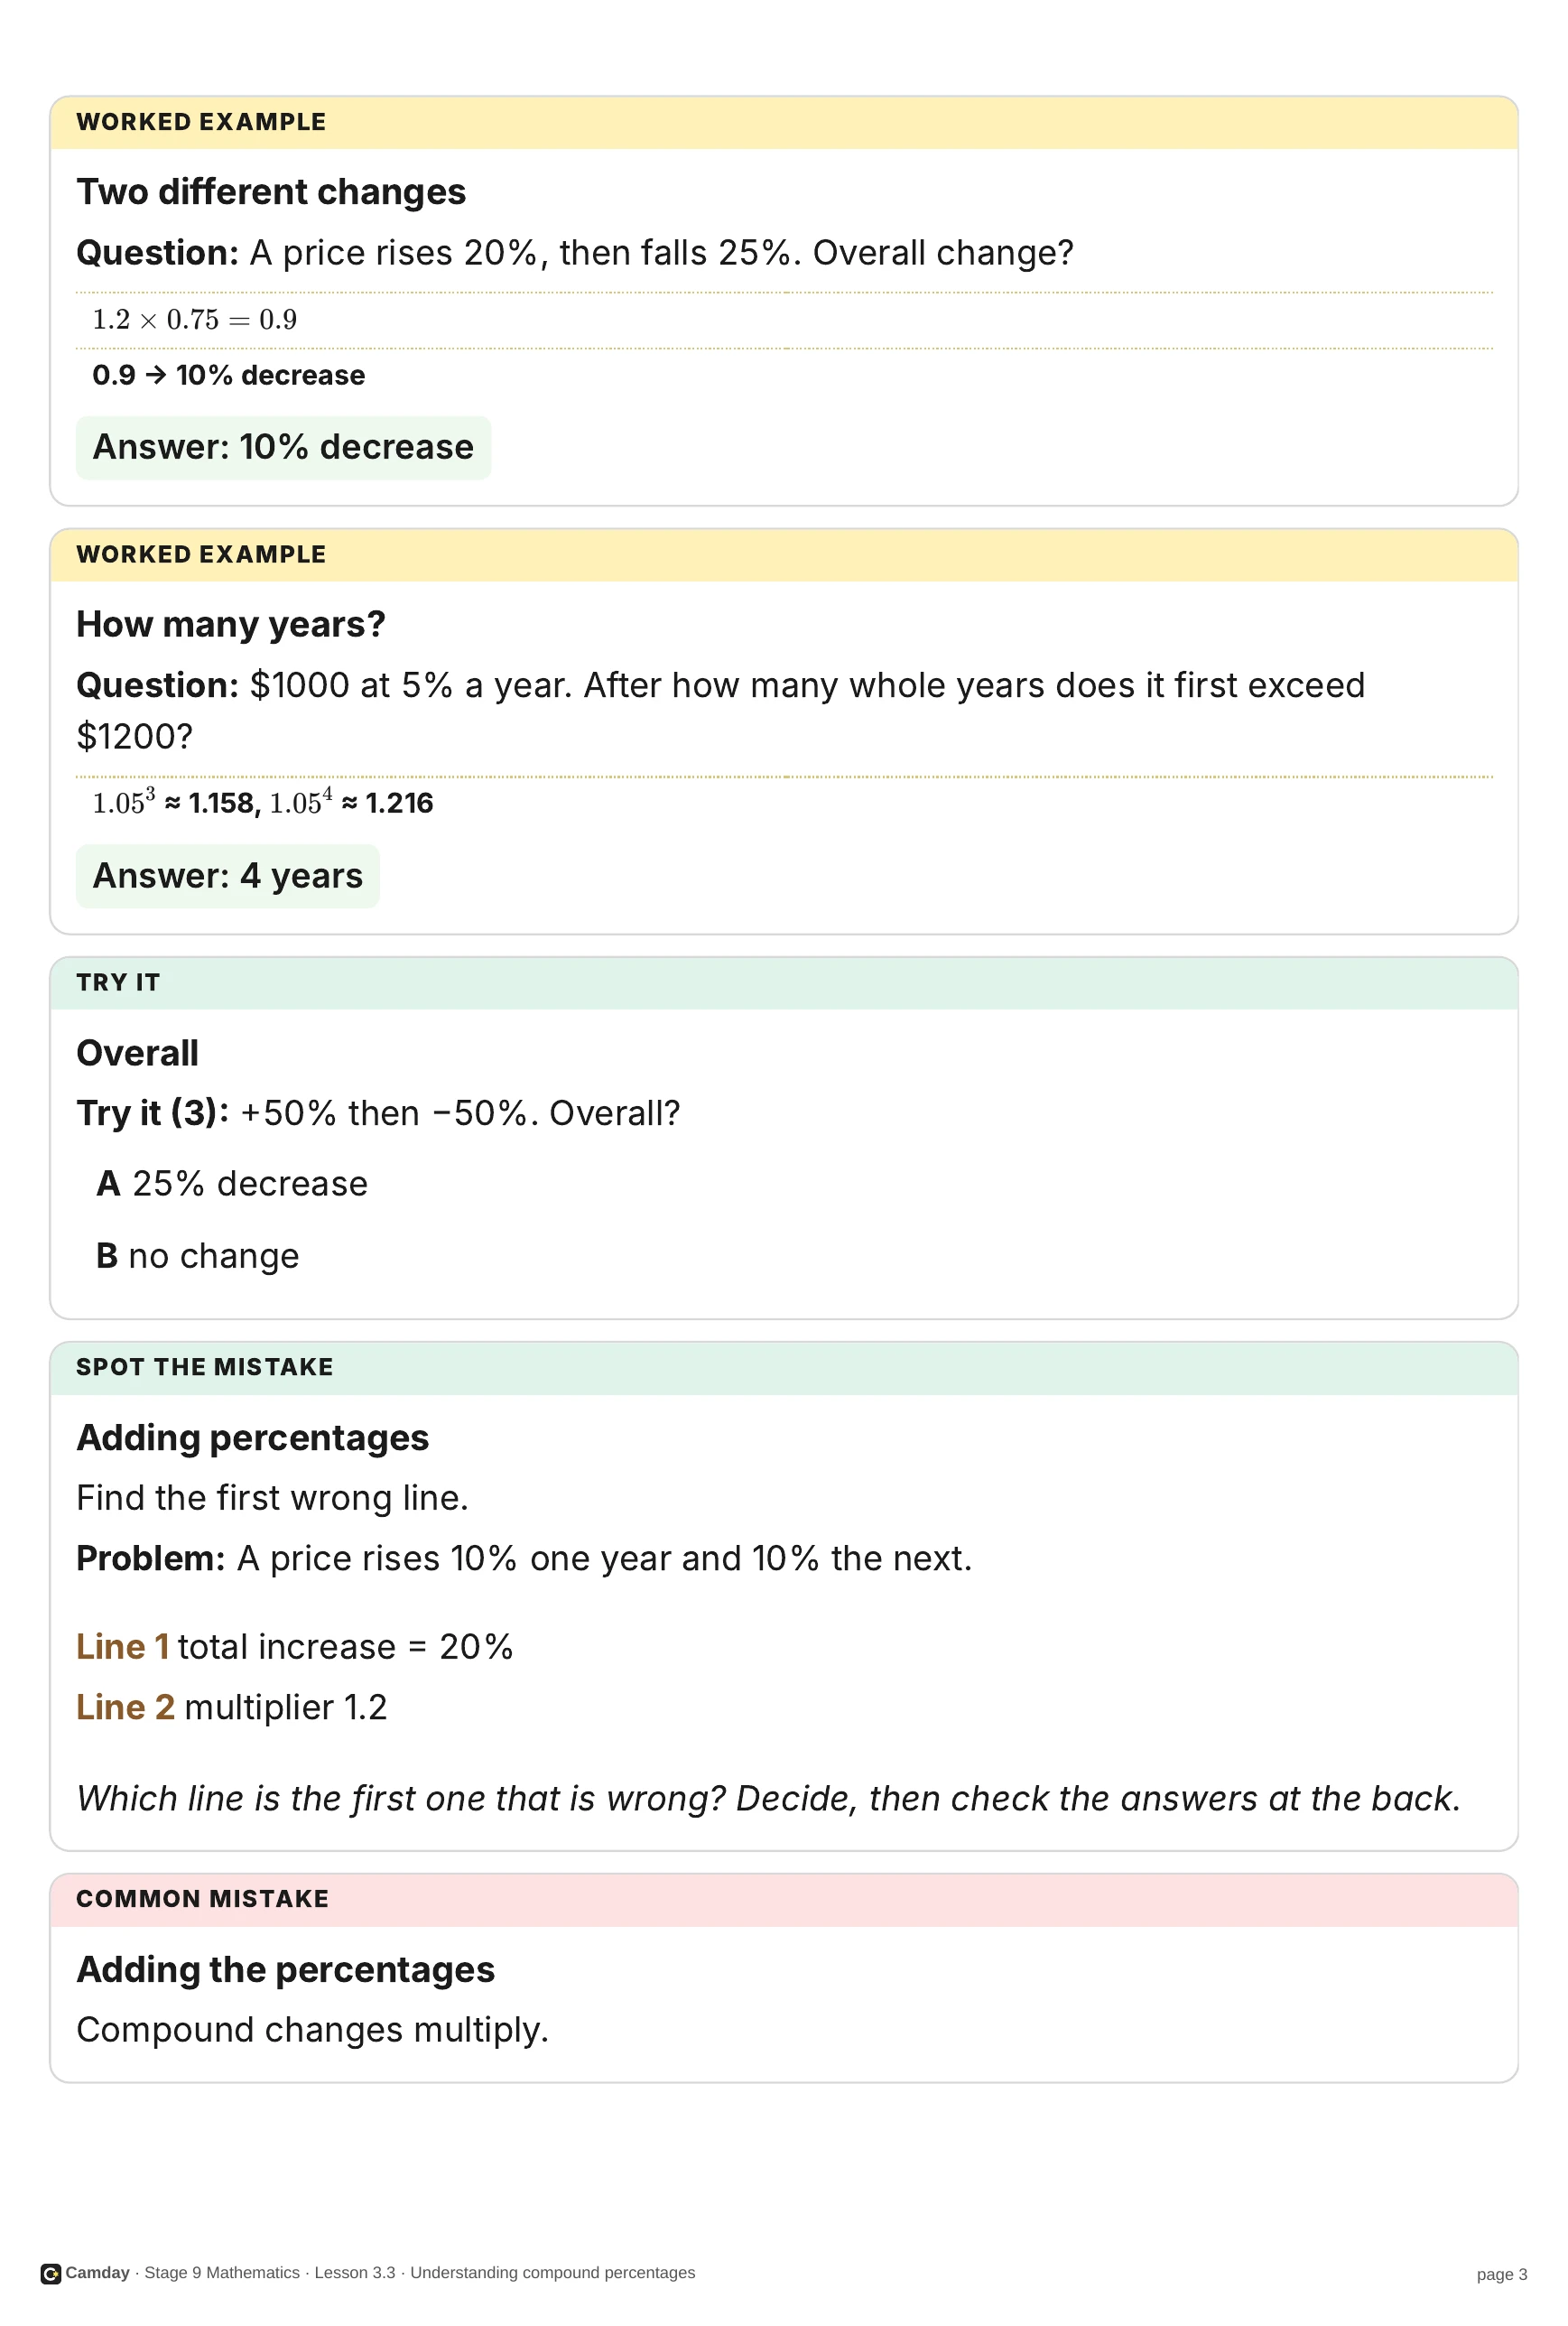 WORKED EXAMPLE
Two different changes
Question: A price rises 20%, then falls 25%. Overall change?
1.2 × 0.75 = 0.9
0.9 → 10% decrease
Answer: 10% decrease
WORKED EXAMPLE
How many years?
Question: $1000 at 5% a year. After how many whole years does it first exceed
$1200?
1.05³ ≈ 1.158, 1.05⁴ ≈ 1.216
Answer: 4 years
TRY IT
Overall
Try it (3): +50% then −50%. Overall?
A 25% decrease
B no change
SPOT THE MISTAKE
Adding percentages
Find the first wrong line.
Problem: A price rises 10% one year and 10% the next.
Line 1 total increase = 20%
Line 2 multiplier 1.2
Which line is the first one that is wrong? Decide, then check the answers at the back.
COMMON MISTAKE
Adding the percentages
Compound changes multiply.
Camday · Stage 9 Mathematics · Lesson 3.3 · Understanding compound percentages
page 3